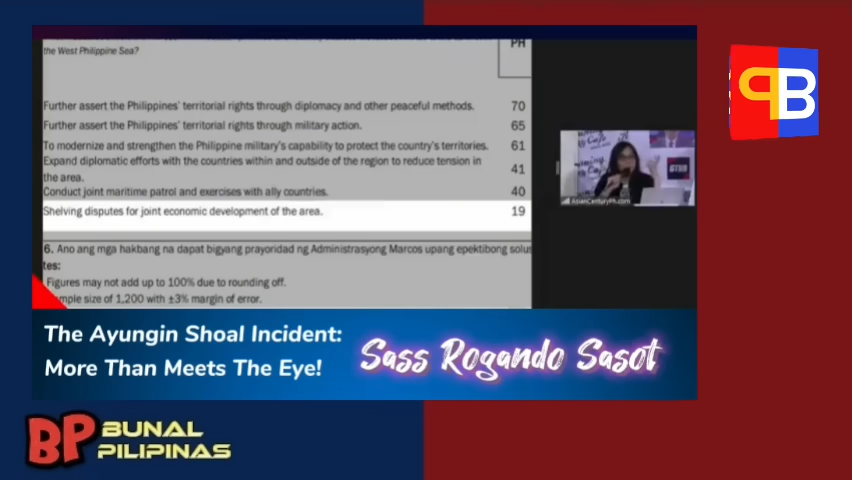 the West Philippine Sea?
PH
Further assert the Philippines' territorial rights through diplomacy and other peaceful methods. 70
Further assert the Philippines' territorial rights through military action. 65
To modernize and strengthen the Philippine military's capability to protect the country's territories. 61
Expand diplomatic efforts with the countries within and outside of the region to reduce tension in
the area. 41
Conduct joint maritime patrol and exercises with ally countries. 40
Shelving disputes for joint economic development of the area. 19
6. Ano ang mga hakbang na dapat bigyang prayoridad ng Administrasyong Marcos upang epektibong solus
tes:
Figures may not add up to 100% due to rounding off.
mple size of 1,200 with ±3% margin of error.
AsianCenturyPH.com
PB
The Ayungin Shoal Incident:
More Than Meets The Eye!
Sass Rogando Sasot
BP BUNAL
PILIPINAS